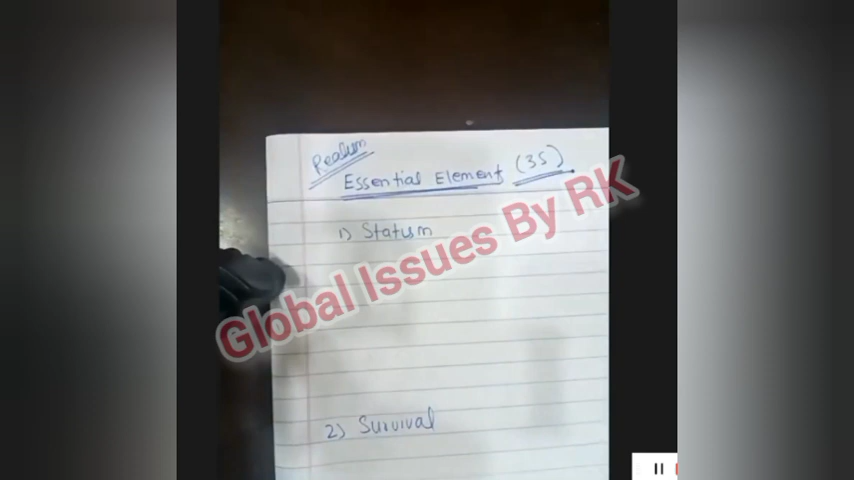 Realism
Essential Element (3S)
1) Statism
Global Issues By RK
2) Survival